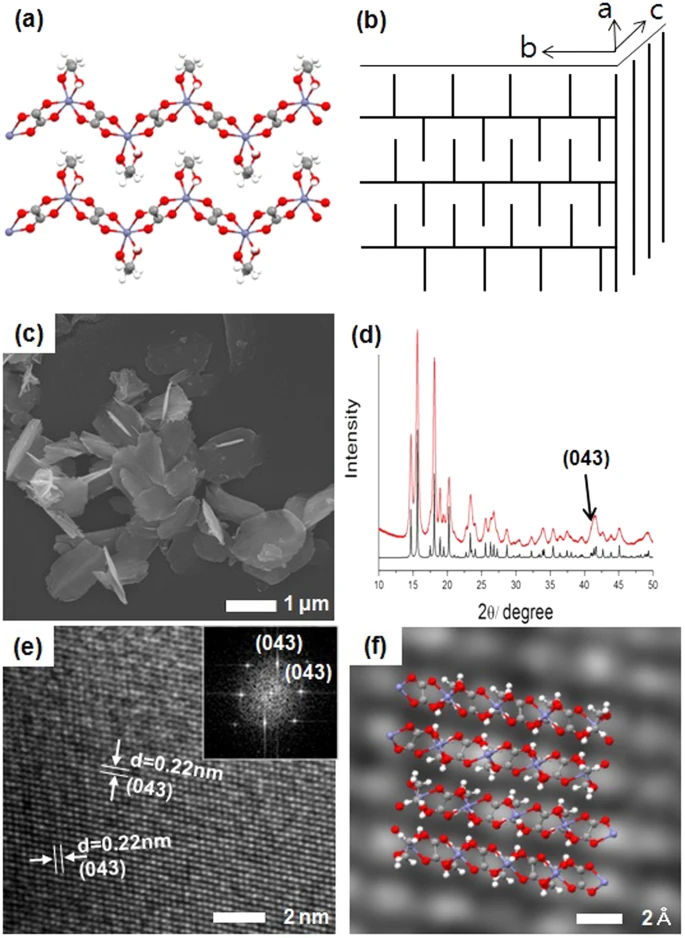 (a)
(b)
a
c
b
(c)
1 μm
(d)
Intensity
(043)
10 15 20 25 30 35 40 45 50
2θ/ degree
(e)
(043)
(043)
d=0.22nm
(043)
d=0.22nm
(043)
2 nm
(f)
2 Å